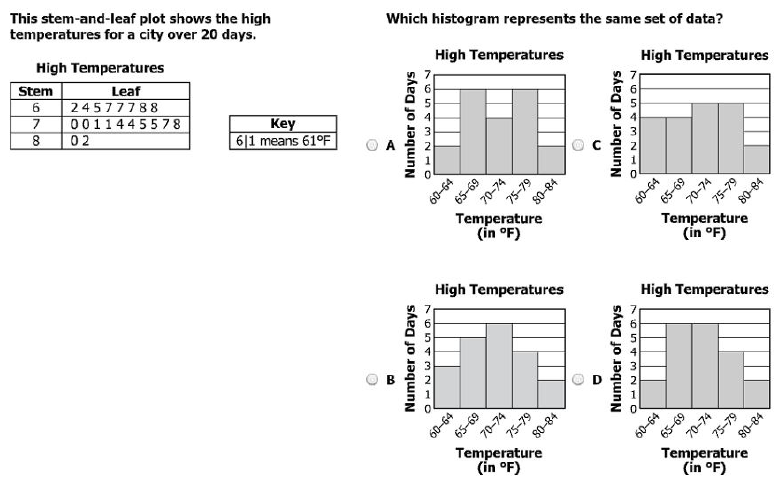 This stem-and-leaf plot shows the high
temperatures for a city over 20 days.
High Temperatures
Stem Leaf
6 2 4 5 7 7 7 8 8
7 0 0 1 1 4 4 5 5 7 8
8 0 2
Key
6|1 means 61°F
Which histogram represents the same set of data?
A
High Temperatures
Number of Days
7
6
5
4
3
2
1
0
60–64 65–69 70–74 75–79 80–84
Temperature
(in °F)
C
High Temperatures
Number of Days
7
6
5
4
3
2
1
0
60–64 65–69 70–74 75–79 80–84
Temperature
(in °F)
B
High Temperatures
Number of Days
7
6
5
4
3
2
1
0
60–64 65–69 70–74 75–79 80–84
Temperature
(in °F)
D
High Temperatures
Number of Days
7
6
5
4
3
2
1
0
60–64 65–69 70–74 75–79 80–84
Temperature
(in °F)